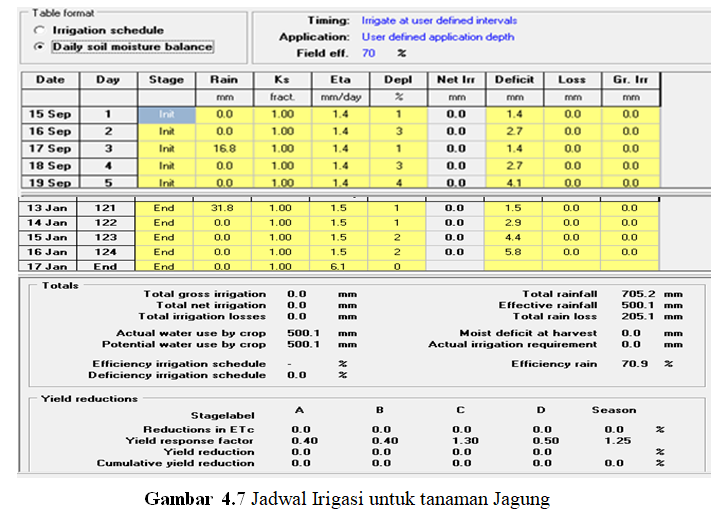 Table format
Irrigation schedule
Daily soil moisture balance
Timing: Irrigate at user defined intervals
Application: User defined application depth
Field eff. 70 %
Date Day Stage Rain Ks Eta Depl Net Irr Deficit Loss Gr. Irr
mm fract. mm/day % mm mm mm mm
15 Sep 1 Init 0.0 1.00 1.4 1 0.0 1.4 0.0 0.0
16 Sep 2 Init 0.0 1.00 1.4 3 0.0 2.7 0.0 0.0
17 Sep 3 Init 16.8 1.00 1.4 1 0.0 1.4 0.0 0.0
18 Sep 4 Init 0.0 1.00 1.4 3 0.0 2.7 0.0 0.0
19 Sep 5 Init 0.0 1.00 1.4 4 0.0 4.1 0.0 0.0
13 Jan 121 End 31.8 1.00 1.5 1 0.0 1.5 0.0 0.0
14 Jan 122 End 0.0 1.00 1.5 1 0.0 2.9 0.0 0.0
15 Jan 123 End 0.0 1.00 1.5 2 0.0 4.4 0.0 0.0
16 Jan 124 End 0.0 1.00 1.5 2 0.0 5.8 0.0 0.0
17 Jan End End 0.0 1.00 6.1 0
Totals
Total gross irrigation 0.0 mm Total rainfall 705.2 mm
Total net irrigation 0.0 mm Effective rainfall 500.1 mm
Total irrigation losses 0.0 mm Total rain loss 205.1 mm
Actual water use by crop 500.1 mm Moist deficit at harvest 0.0 mm
Potential water use by crop 500.1 mm Actual irrigation requirement 0.0 mm
Efficiency irrigation schedule - % Efficiency rain 70.9 %
Deficiency irrigation schedule 0.0 %
Yield reductions
Stagelabel A B C D Season
Reductions in ETc 0.0 0.0 0.0 0.0 0.0 %
Yield response factor 0.40 0.40 1.30 0.50 1.25
Yield reduction 0.0 0.0 0.0 0.0 %
Cumulative yield reduction 0.0 0.0 0.0 0.0 0.0 %
Gambar 4.7 Jadwal Irigasi untuk tanaman Jagung